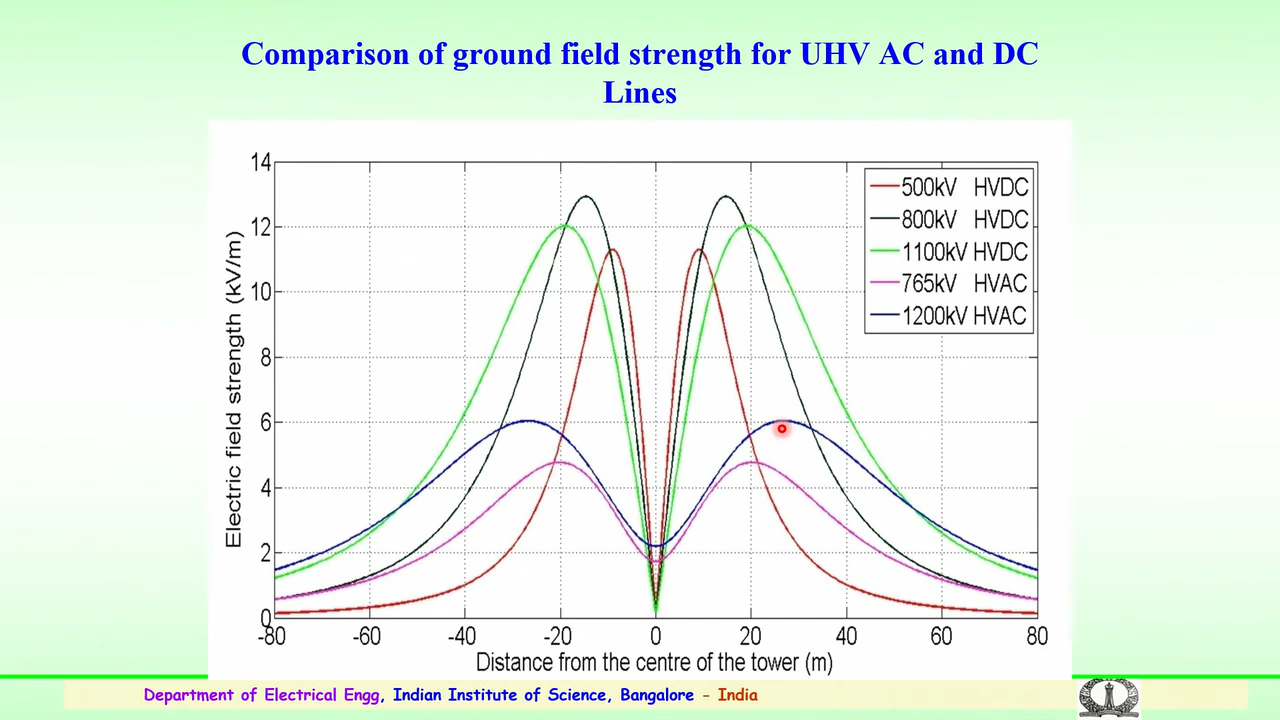 Comparison of ground field strength for UHV AC and DC
Lines
14
12
10
8
6
4
2
0
Electric field strength (kV/m)
500kV HVDC
800kV HVDC
1100kV HVDC
765kV HVAC
1200kV HVAC
-80 -60 -40 -20 0 20 40 60 80
Distance from the centre of the tower (m)
Department of Electrical Engg, Indian Institute of Science, Bangalore - India